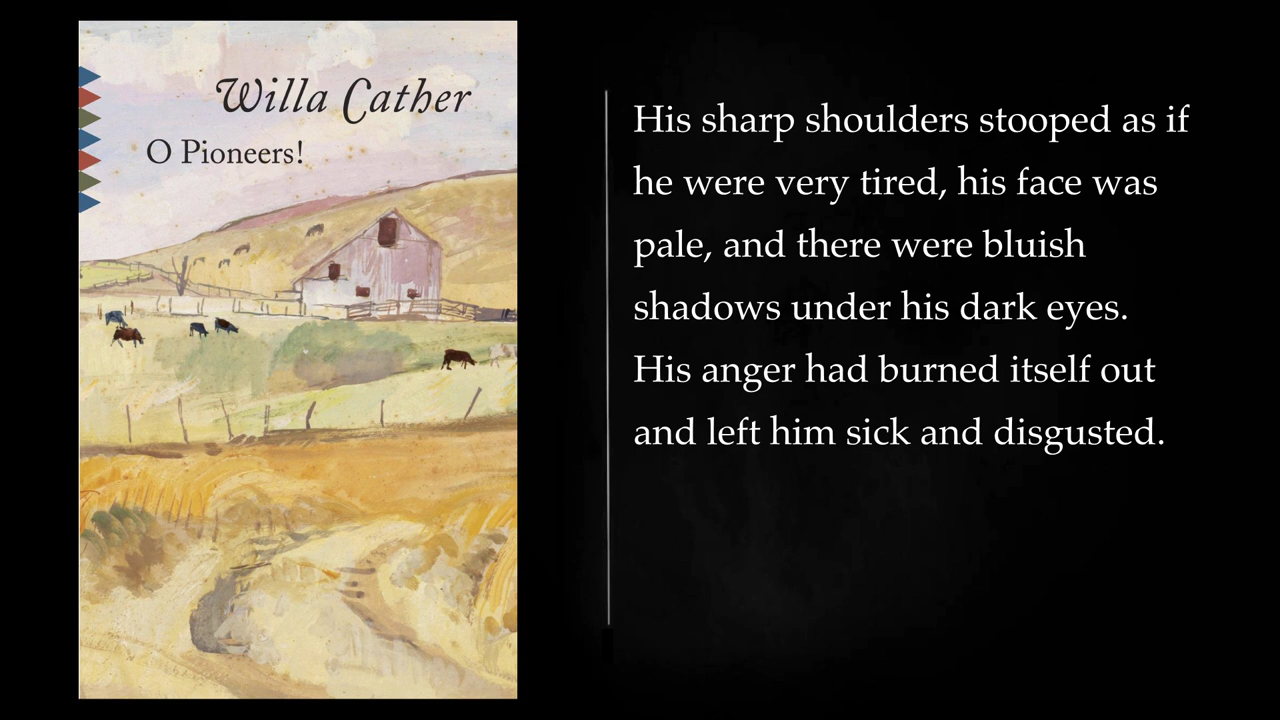 Willa Cather
O Pioneers!
His sharp shoulders stooped as if
he were very tired, his face was
pale, and there were bluish
shadows under his dark eyes.
His anger had burned itself out
and left him sick and disgusted.